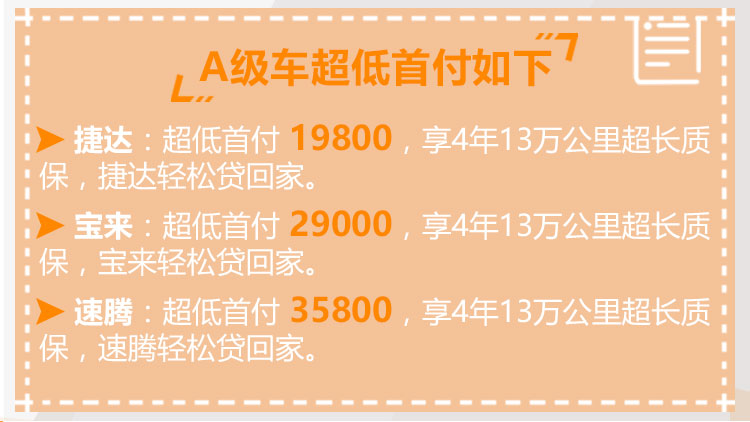 A级车超低首付如下
捷达：超低首付 19800，享4年13万公里超长质
保，捷达轻松贷回家。
宝来：超低首付 29000，享4年13万公里超长质
保，宝来轻松贷回家。
速腾：超低首付 35800，享4年13万公里超长质
保，速腾轻松贷回家。